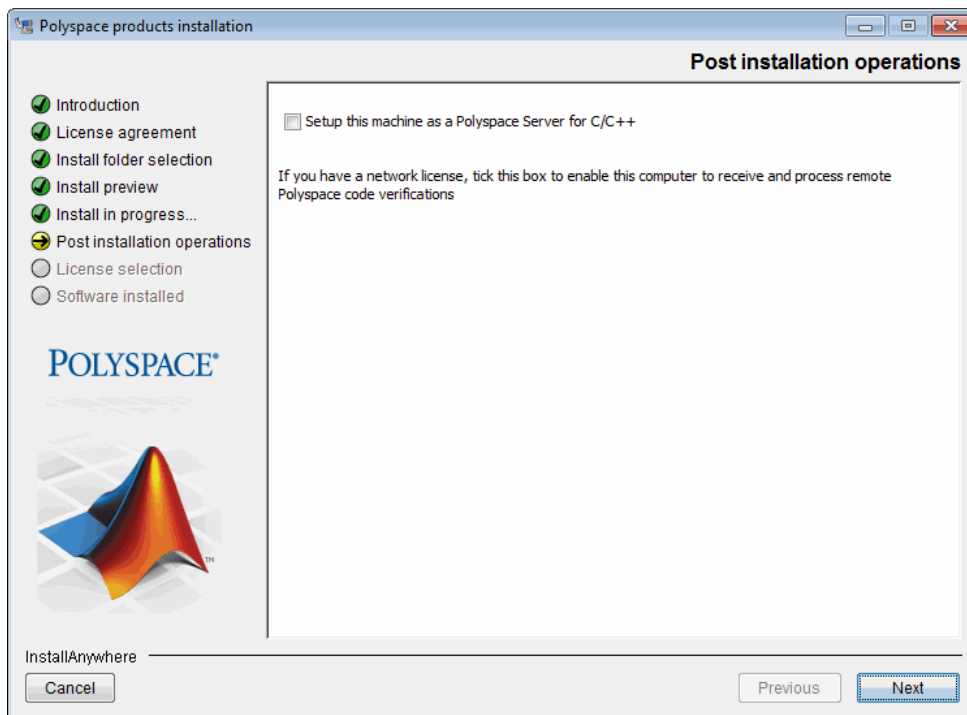 Polyspace products installation
Post installation operations
Introduction
License agreement
Install folder selection
Install preview
Install in progress...
Post installation operations
License selection
Software installed
POLYSPACE®
TM
Setup this machine as a Polyspace Server for C/C++
If you have a network license, tick this box to enable this computer to receive and process remote
Polyspace code verifications
InstallAnywhere
Cancel
Previous
Next